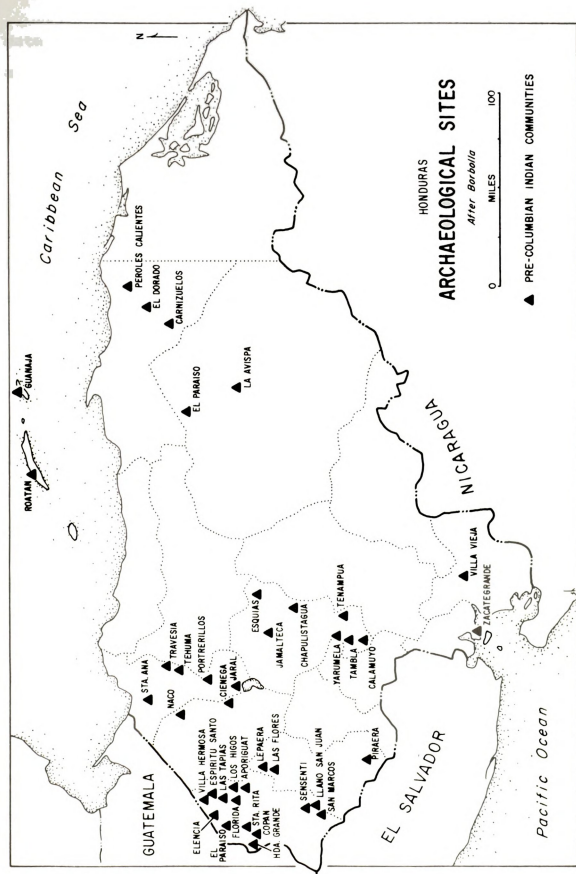 N
Caribbean Sea
ROATAN
GUANAJA
PEROLES CALIENTES
EL DORADO
CARNIZUELOS
EL PARAISO
LA AVISPA
GUATEMALA
STA. ANA
TRAVESIA
TEHUMA
NACO
PORTRERILLOS
CIENEGA
JARAL
VILLA HERMOSA
ESPIRITU SANTO
LAS TAPIAS
LOS HIGOS
APORIGUAT
ELENCIA
EL PARAISO
FLORIDA
STA. RITA
COPAN
HDA. GRANDE
LEPAERA
LAS FLORES
SENSENTI
LLANO SAN JUAN
SAN MARCOS
PIRAERA
ESQUIAS
JAMALTECA
CHAPULISTAGUA
TENAMPUA
YARUMELA
TAMBLA
CALAMUYO
VILLA VIEJA
ZACATEGRANDE
EL SALVADOR
NICARAGUA
Pacific Ocean
HONDURAS
ARCHAEOLOGICAL SITES
After Borbolla
0 MILES 100
PRE-COLUMBIAN INDIAN COMMUNITIES